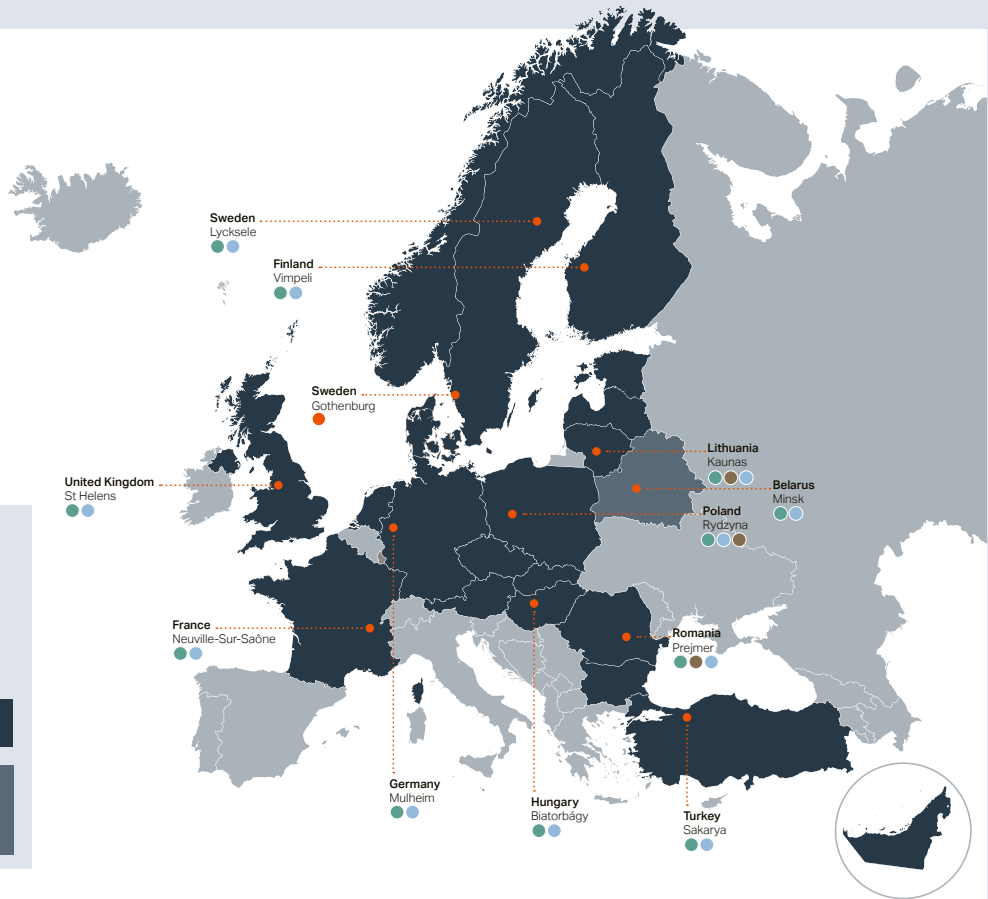 Sweden
Lycksele
Finland
Vimpeli
Sweden
Gothenburg
Lithuania
Kaunas
United Kingdom
St Helens
Belarus
Minsk
Poland
Rydzyna
France
Neuville-Sur-Saône
Romania
Prejmer
Germany
Mulheim
Hungary
Biatorbágy
Turkey
Sakarya